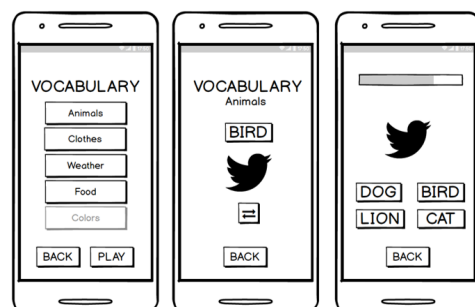 VOCABULARY
Animals
Clothes
Weather
Food
Colors
BACK PLAY
VOCABULARY
Animals
BIRD
BACK
DOG BIRD
LION CAT
BACK